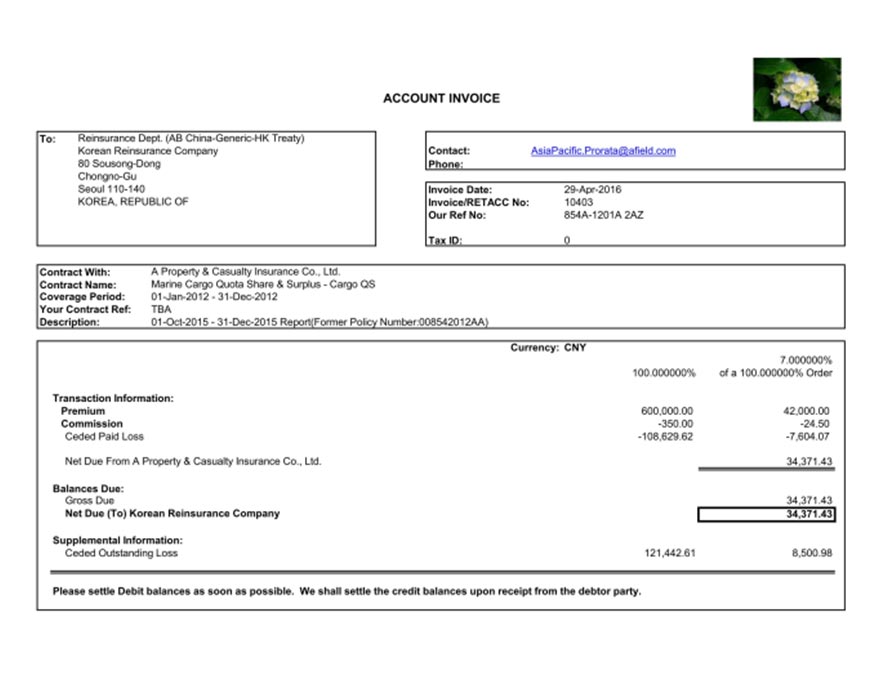 ACCOUNT INVOICE
To: Reinsurance Dept. (AB China-Generic-HK Treaty)
Korean Reinsurance Company
80 Sousong-Dong
Chongno-Gu
Seoul 110-140
KOREA, REPUBLIC OF
Contact: AsiaPacific.Prorata@afield.com
Phone:
Invoice Date: 29-Apr-2016
Invoice/RETACC No: 10403
Our Ref No: 854A-1201A 2AZ
Tax ID: 0
Contract With: A Property & Casualty Insurance Co., Ltd.
Contract Name: Marine Cargo Quota Share & Surplus - Cargo QS
Coverage Period: 01-Jan-2012 - 31-Dec-2012
Your Contract Ref: TBA
Description: 01-Oct-2015 - 31-Dec-2015 Report(Former Policy Number:008542012AA)
Currency: CNY
7.000000%
100.000000% of a 100.000000% Order
Transaction Information:
Premium 600,000.00 42,000.00
Commission -350.00 -24.50
Ceded Paid Loss -108,629.62 -7,604.07
Net Due From A Property & Casualty Insurance Co., Ltd. 34,371.43
Balances Due:
Gross Due 34,371.43
Net Due (To) Korean Reinsurance Company 34,371.43
Supplemental Information:
Ceded Outstanding Loss 121,442.61 8,500.98
Please settle Debit balances as soon as possible. We shall settle the credit balances upon receipt from the debtor party.